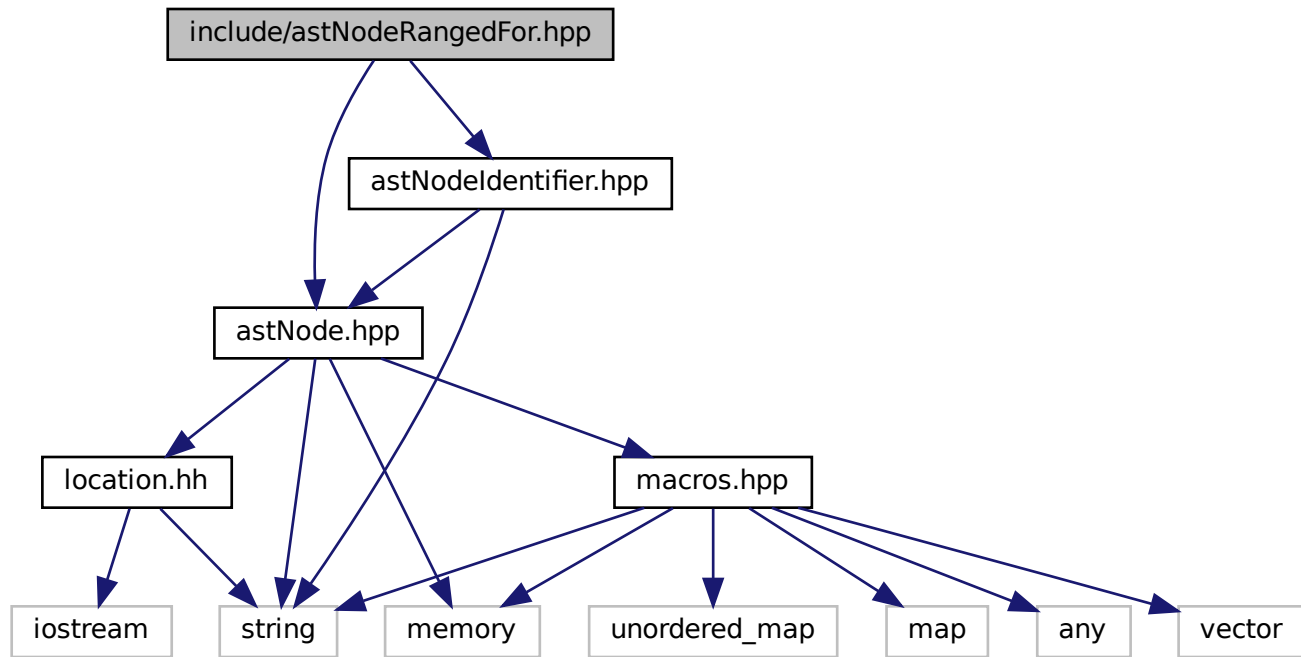 include/astNodeRangedFor.hpp
astNodeIdentifier.hpp
astNode.hpp
location.hh
macros.hpp
iostream
string
memory
unordered_map
map
any
vector